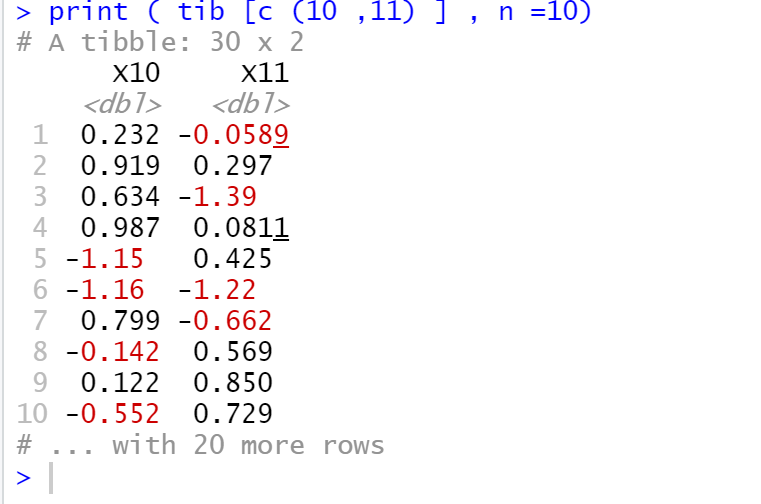 > print ( tib [c (10 ,11) ] , n =10)
# A tibble: 30 x 2
       X10     X11
     <dbl>   <dbl>
 1  0.232 -0.0589
 2  0.919  0.297
 3  0.634 -1.39
 4  0.987  0.0811
 5 -1.15   0.425
 6 -1.16  -1.22
 7  0.799 -0.662
 8 -0.142  0.569
 9  0.122  0.850
10 -0.552  0.729
# ... with 20 more rows
>